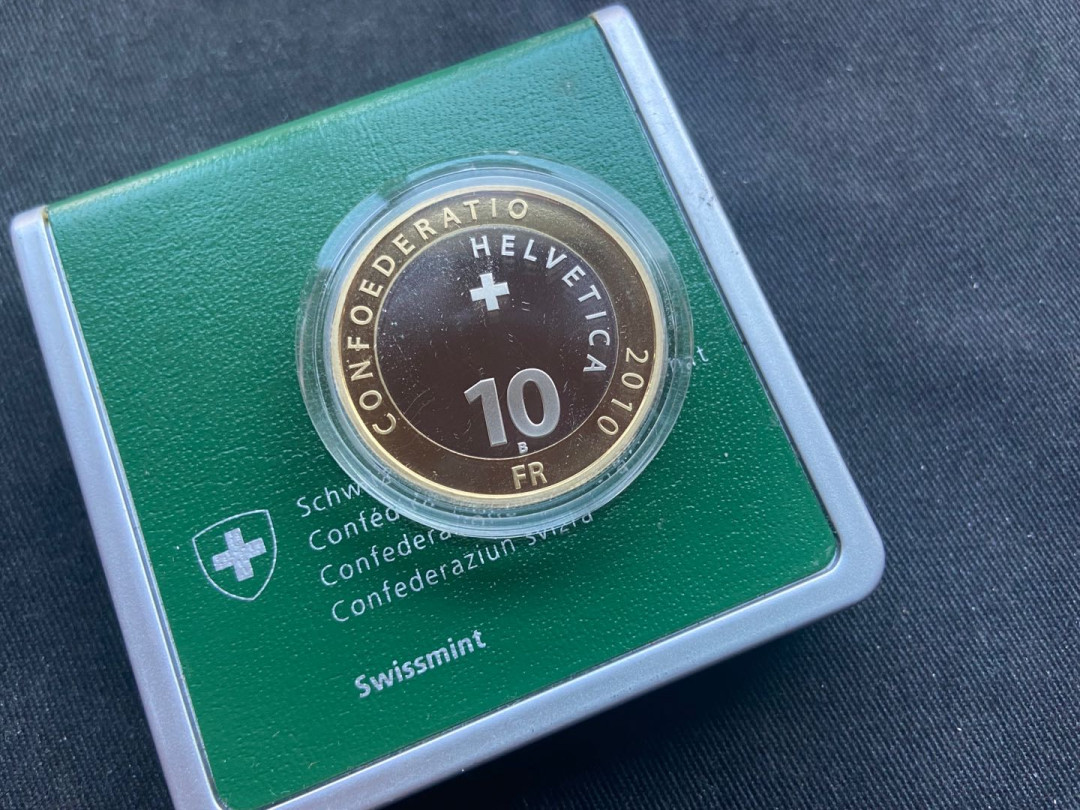 CONFOEDERATIO
HELVETICA
2010
10
B
FR
Confederaziun svizra
Swissmint